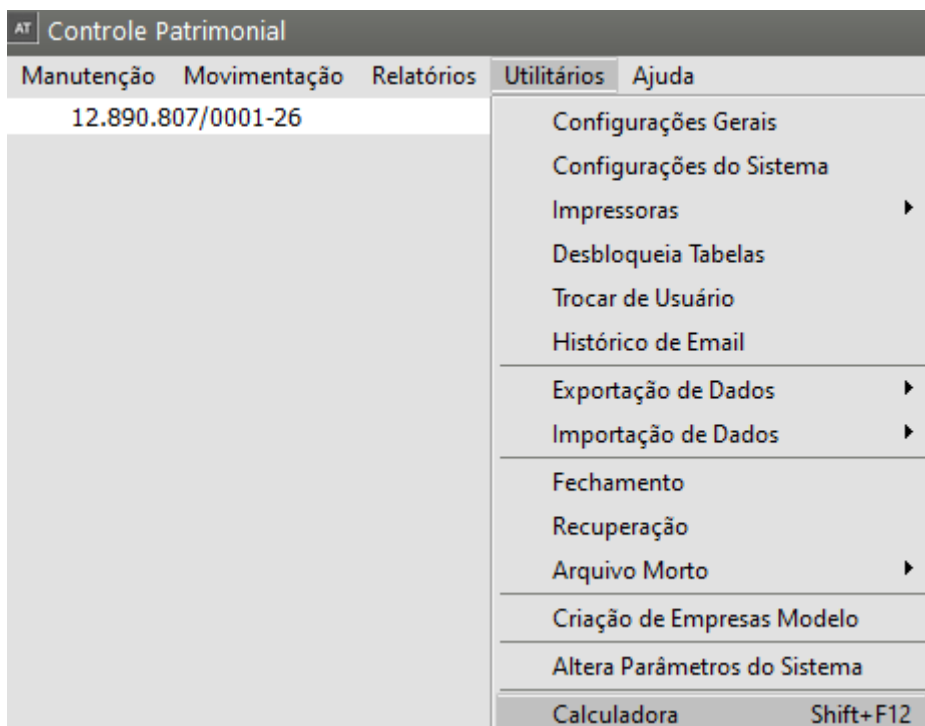 AT Controle Patrimonial
Manutenção Movimentação Relatórios Utilitários Ajuda
12.890.807/0001-26
Configurações Gerais
Configurações do Sistema
Impressoras
Desbloqueia Tabelas
Trocar de Usuário
Histórico de Email
Exportação de Dados
Importação de Dados
Fechamento
Recuperação
Arquivo Morto
Criação de Empresas Modelo
Altera Parâmetros do Sistema
Calculadora Shift+F12